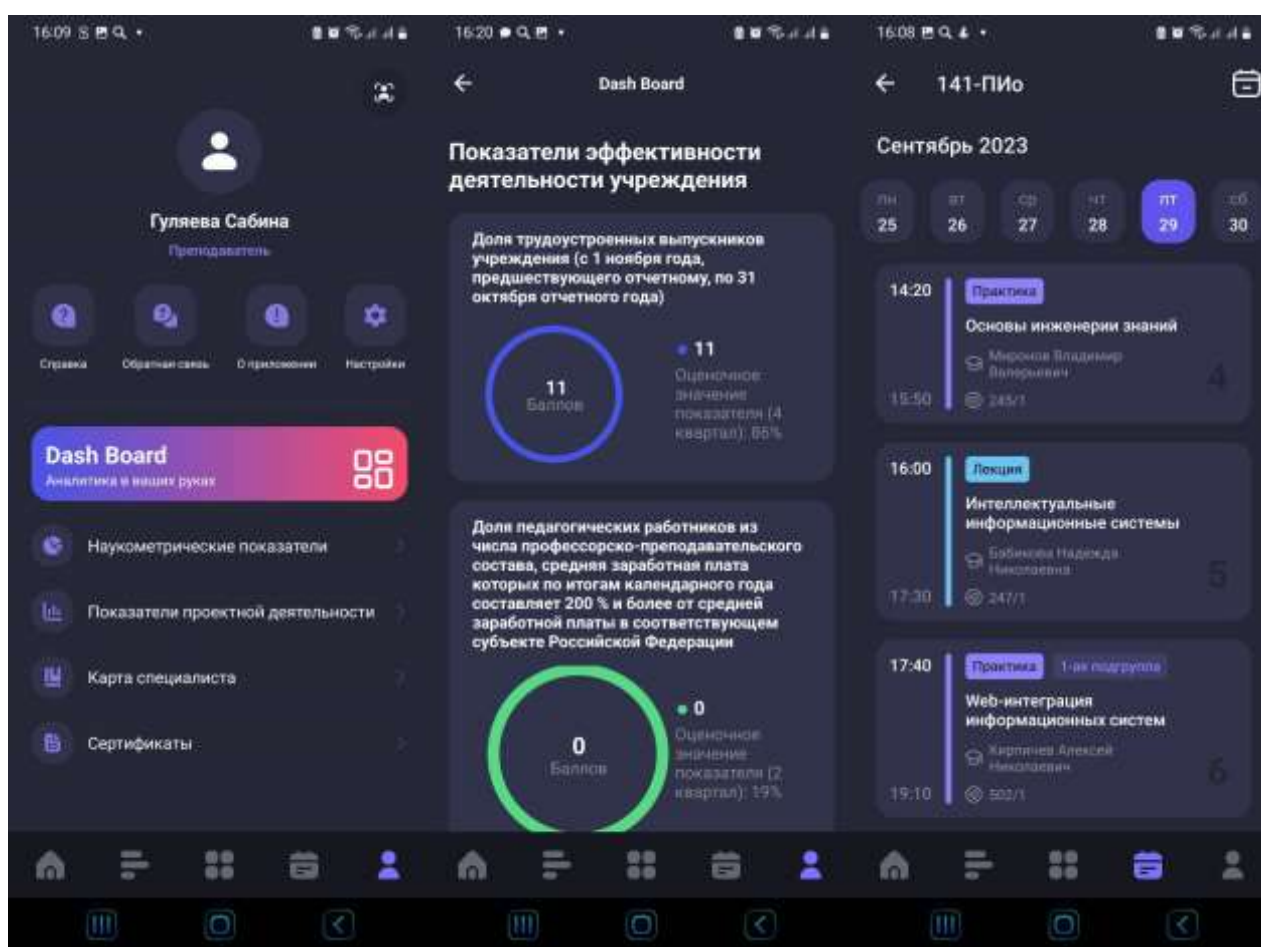 16:09
Гуляева Сабина
Преподаватель
Справка
Обратная связь
О приложении
Настройки
Dash Board
Аналитика в ваших руках
Наукометрические показатели
Показатели проектной деятельности
Карта специалиста
Сертификаты
16:20
Dash Board
Показатели эффективности
деятельности учреждения
Доля трудоустроенных выпускников
учреждения (с 1 ноября года,
предшествующего отчетному, по 31
октября отчетного года)
11
Баллов
11
Оценочное
значение
показателя (4
квартал): 86%
Доля педагогических работников из
числа профессорско-преподавательского
состава, средняя заработная плата
которых по итогам календарного года
составляет 200 % и более от средней
заработной платы в соответствующем
субъекте Российской Федерации
0
Баллов
0
Оценочное
значение
показателя (2
квартал): 19%
16:08
141-ПИо
Сентябрь 2023
пн
25
вт
26
ср
27
чт
28
пт
29
сб
30
14:20
Практика
Основы инженерии знаний
Миронов Владимир
Валерьевич
15:50
245/1
4
16:00
Лекция
Интеллектуальные
информационные системы
Бабикова Надежда
Николаевна
17:30
247/1
5
17:40
Практика
1-ая подгруппа
Web-интеграция
информационных систем
Кирпичев Алексей
Николаевич
19:10
502/1
6